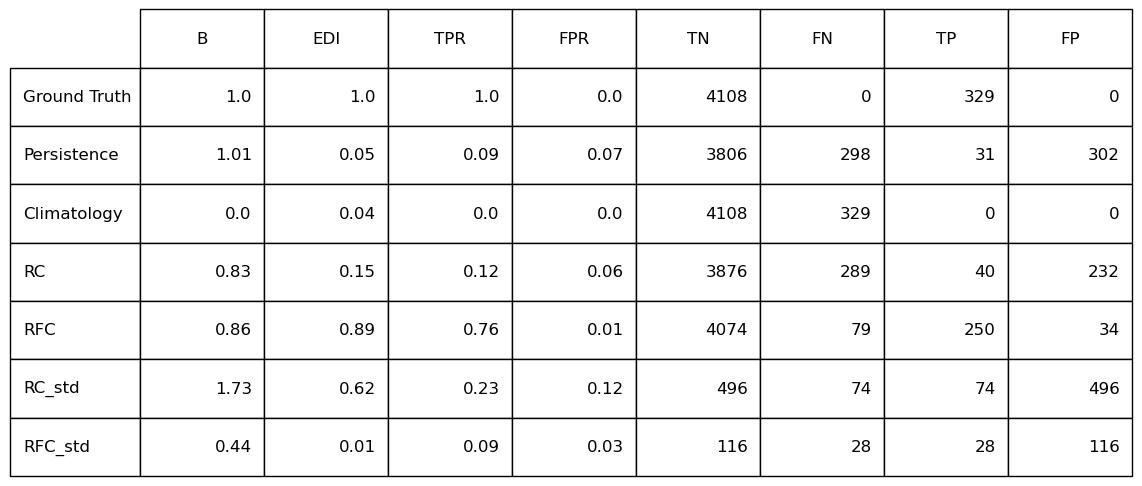 B EDI TPR FPR TN FN TP FP
Ground Truth 1.0 1.0 1.0 0.0 4108 0 329 0
Persistence 1.01 0.05 0.09 0.07 3806 298 31 302
Climatology 0.0 0.04 0.0 0.0 4108 329 0 0
RC 0.83 0.15 0.12 0.06 3876 289 40 232
RFC 0.86 0.89 0.76 0.01 4074 79 250 34
RC_std 1.73 0.62 0.23 0.12 496 74 74 496
RFC_std 0.44 0.01 0.09 0.03 116 28 28 116